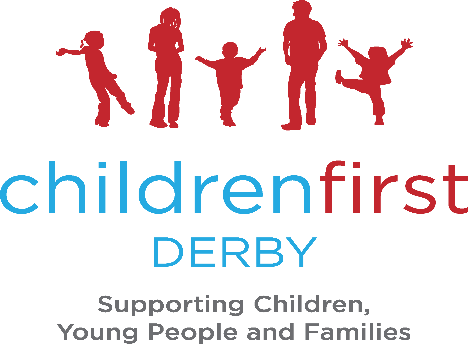 childrenfirst
DERBY
Supporting Children,
Young People and Families